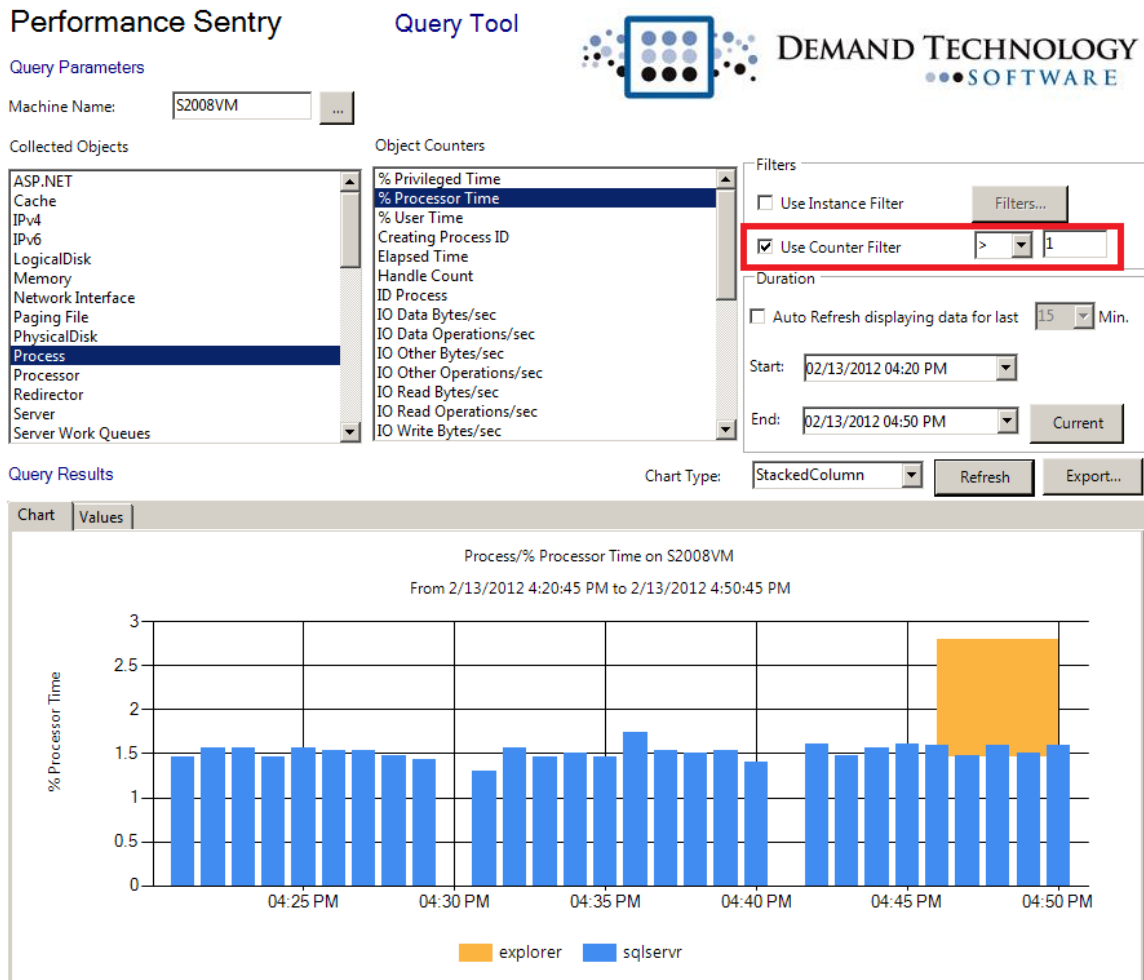 Performance Sentry
Query Tool
DEMAND TECHNOLOGY
SOFTWARE
Query Parameters
Machine Name:
S2008VM
...
Collected Objects
ASP.NET
Cache
IPv4
IPv6
LogicalDisk
Memory
Network Interface
Paging File
PhysicalDisk
Process
Processor
Redirector
Server
Server Work Queues
Object Counters
% Privileged Time
% Processor Time
% User Time
Creating Process ID
Elapsed Time
Handle Count
ID Process
IO Data Bytes/sec
IO Data Operations/sec
IO Other Bytes/sec
IO Other Operations/sec
IO Read Bytes/sec
IO Read Operations/sec
IO Write Bytes/sec
Filters
Use Instance Filter
Filters...
Use Counter Filter
>
1
Duration
Auto Refresh displaying data for last 15 Min.
Start: 02/13/2012 04:20 PM
End: 02/13/2012 04:50 PM
Current
Query Results
Chart Type: StackedColumn
Refresh
Export...
Chart
Values
Process/% Processor Time on S2008VM
From 2/13/2012 4:20:45 PM to 2/13/2012 4:50:45 PM
% Processor Time
3
2.5
2
1.5
1
0.5
0
04:25 PM
04:30 PM
04:35 PM
04:40 PM
04:45 PM
04:50 PM
explorer
sqlservr